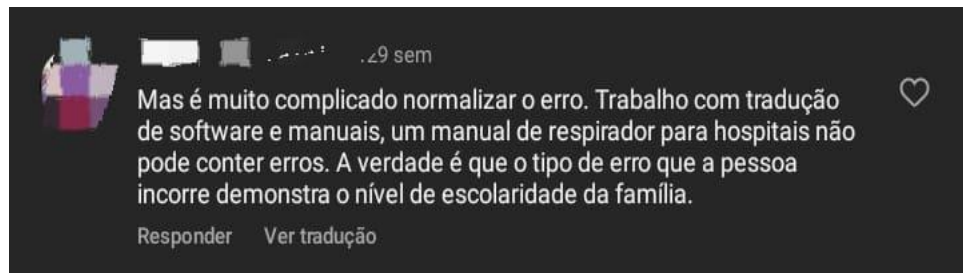 29 sem
Mas é muito complicado normalizar o erro. Trabalho com tradução
de software e manuais, um manual de respirador para hospitais não
pode conter erros. A verdade é que o tipo de erro que a pessoa
incorre demonstra o nível de escolaridade da família.
Responder Ver tradução